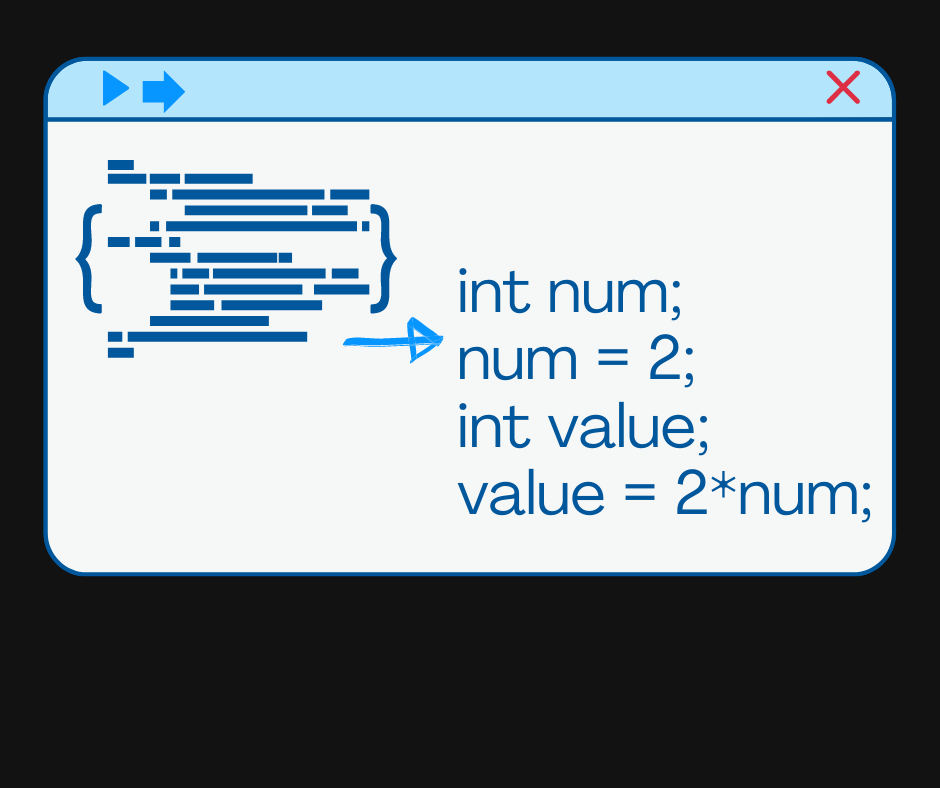 int num;
num = 2;
int value;
value = 2*num;